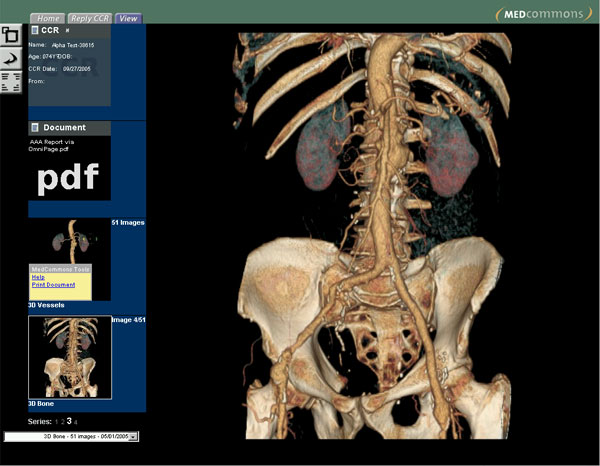 Home
Reply CCR
View
MEDcommons
CCR
Name: Alpha Test-38615
Age: 074Y\DOB:
CCR Date: 09/27/2005
From:
Document
AAA Report via
OmniPage.pdf
pdf
51 Images
MedCommons Tools
Help
Print Document
3D Vessels
Image 4/51
3D Bone
Series: 1 2 3 4
3D Bone - 51 images - 05/01/2005